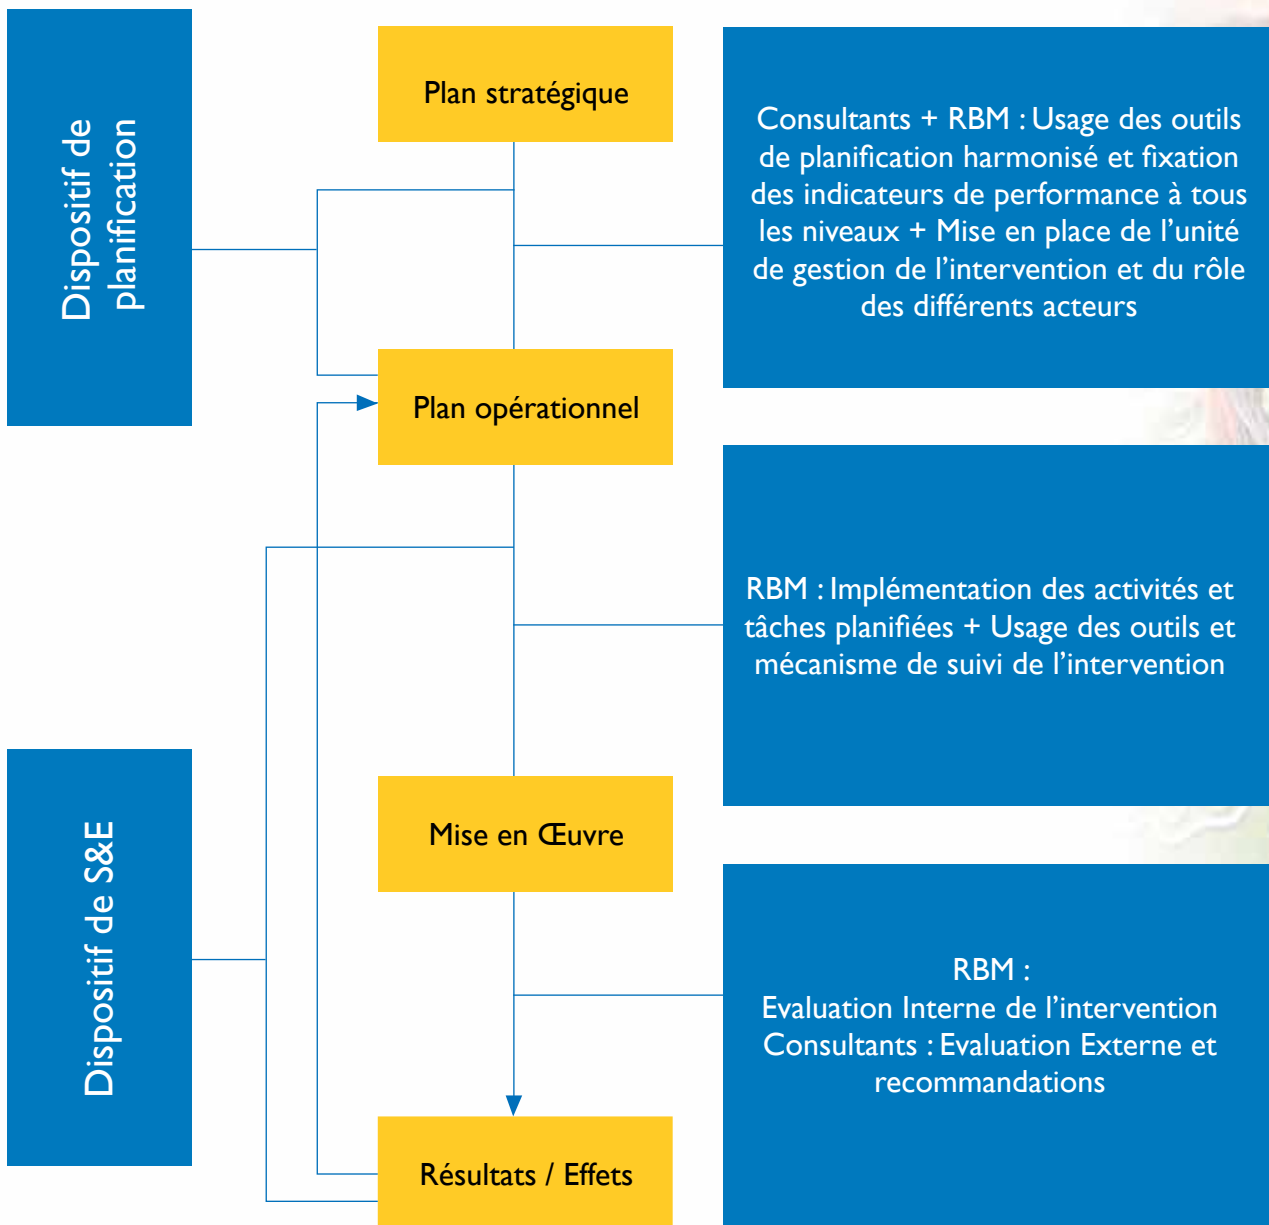 Dispositif de
planification
Plan stratégique
Consultants + RBM : Usage des outils
de planification harmonisé et fixation
des indicateurs de performance à tous
les niveaux + Mise en place de l’unité
de gestion de l’intervention et du rôle
des différents acteurs
Plan opérationnel
RBM : Implémentation des activités et
tâches planifiées + Usage des outils et
mécanisme de suivi de l’intervention
Dispositif de S&E
Mise en Œuvre
RBM :
Evaluation Interne de l’intervention
Consultants : Evaluation Externe et
recommandations
Résultats / Effets